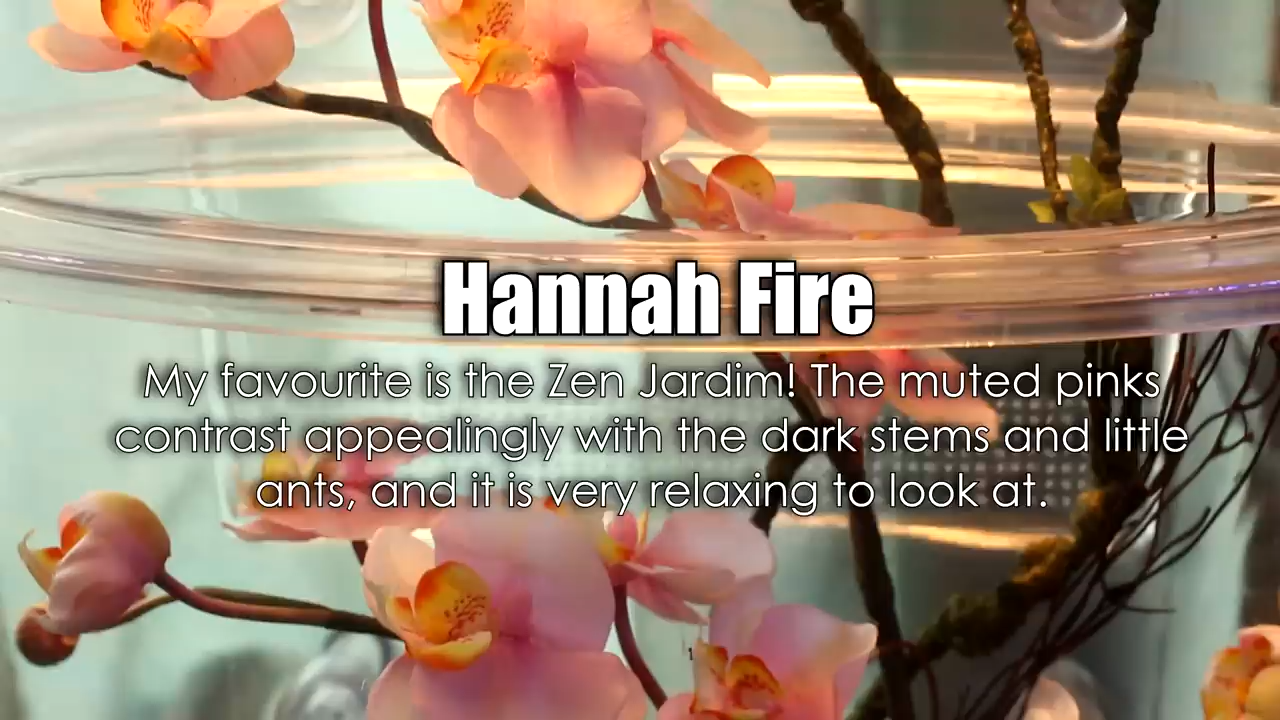 Hannah Fire
My favourite is the Zen Jardim! The muted pinks
contrast appealingly with the dark stems and little
ants, and it is very relaxing to look at.